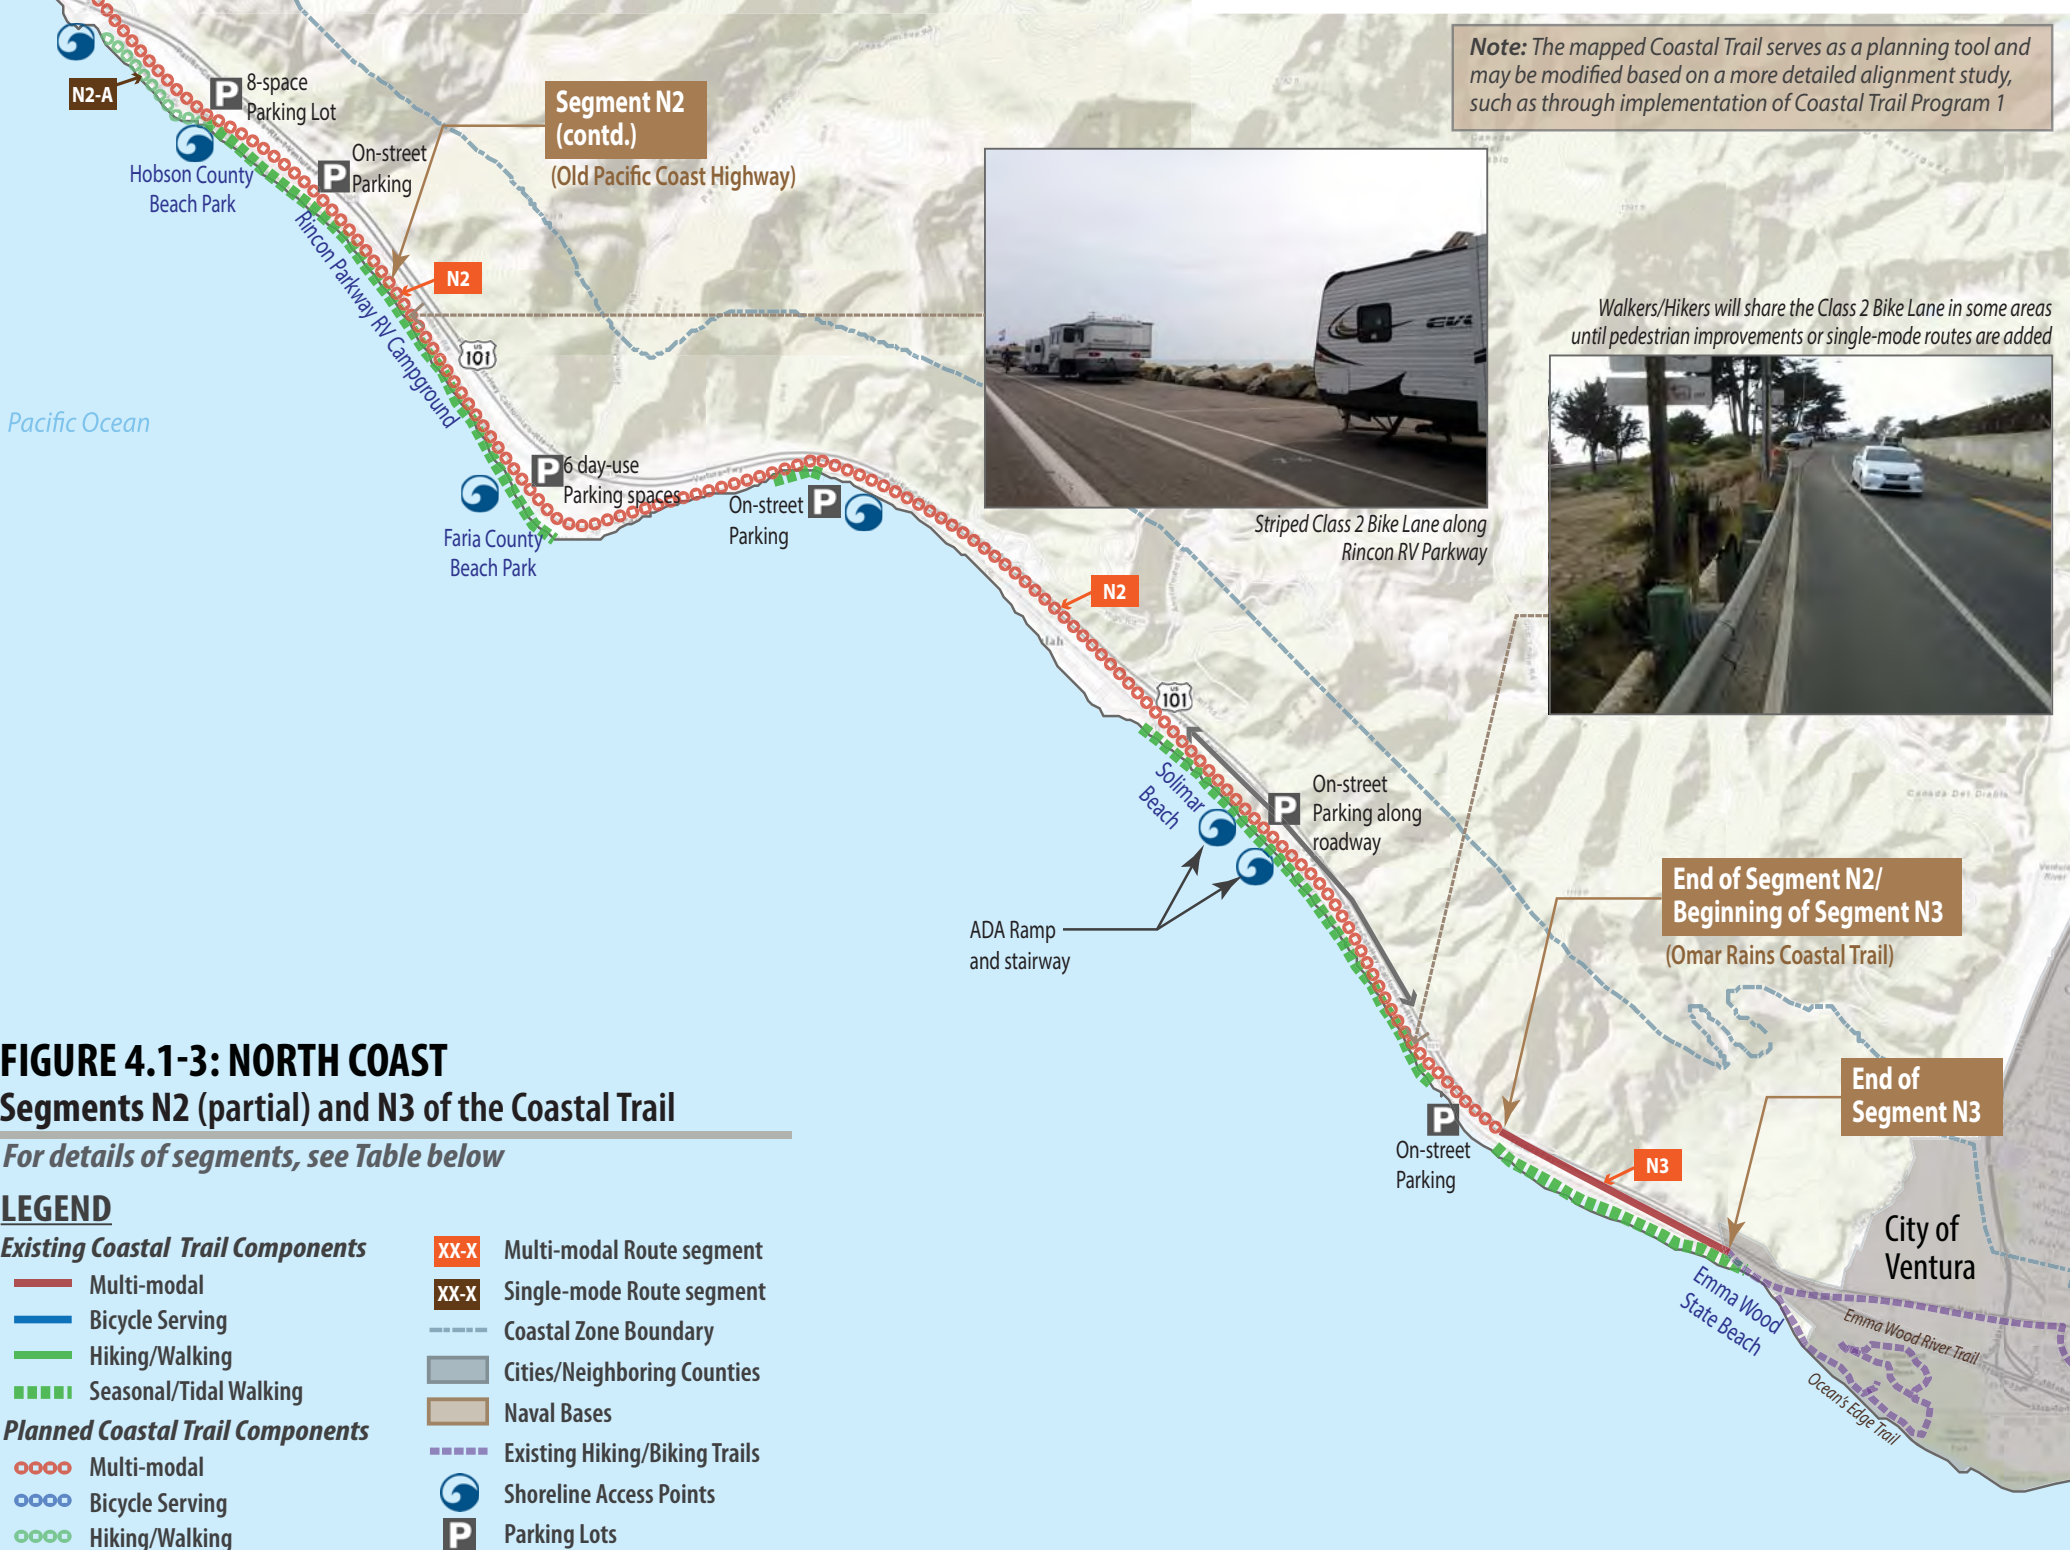 Note: The mapped Coastal Trail serves as a planning tool and
may be modified based on a more detailed alignment study,
such as through implementation of Coastal Trail Program 1
N2-A
P
8-space
Parking Lot
Hobson County
Beach Park
P
On-street
Parking
Segment N2
(contd.)
(Old Pacific Coast Highway)
N2
Rincon Parkway RV Campground
US
101
Pacific Ocean
P
6 day-use
Parking spaces
Faria County
Beach Park
On-street
Parking
P
Striped Class 2 Bike Lane along
Rincon RV Parkway
Walkers/Hikers will share the Class 2 Bike Lane in some areas
until pedestrian improvements or single-mode routes are added
N2
US
101
Solimar
Beach
P
On-street
Parking along
roadway
ADA Ramp
and stairway
Canada Del Diablo
End of Segment N2/
Beginning of Segment N3
(Omar Rains Coastal Trail)
End of
Segment N3
P
On-street
Parking
N3
City of
Ventura
Emma Wood
State Beach
Emma Wood River Trail
Ocean's Edge Trail
FIGURE 4.1-3: NORTH COAST
Segments N2 (partial) and N3 of the Coastal Trail
For details of segments, see Table below
LEGEND
Existing Coastal Trail Components
Multi-modal
Bicycle Serving
Hiking/Walking
Seasonal/Tidal Walking
Planned Coastal Trail Components
Multi-modal
Bicycle Serving
Hiking/Walking
XX-X Multi-modal Route segment
XX-X Single-mode Route segment
Coastal Zone Boundary
Cities/Neighboring Counties
Naval Bases
Existing Hiking/Biking Trails
Shoreline Access Points
P Parking Lots